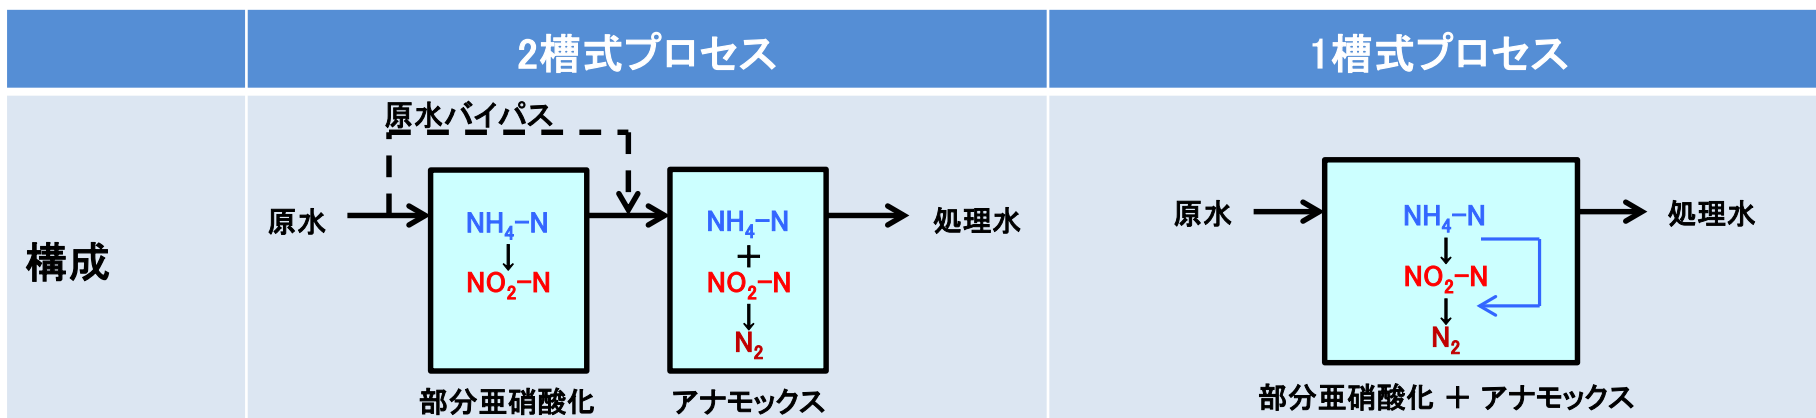 2槽式プロセス
1槽式プロセス
構成
原水バイパス
原水
NH₄-N
NO₂-N
部分亜硝酸化
NH₄-N
+
NO₂-N
N₂
アナモックス
処理水
原水
NH₄-N
NO₂-N
N₂
部分亜硝酸化 + アナモックス
処理水